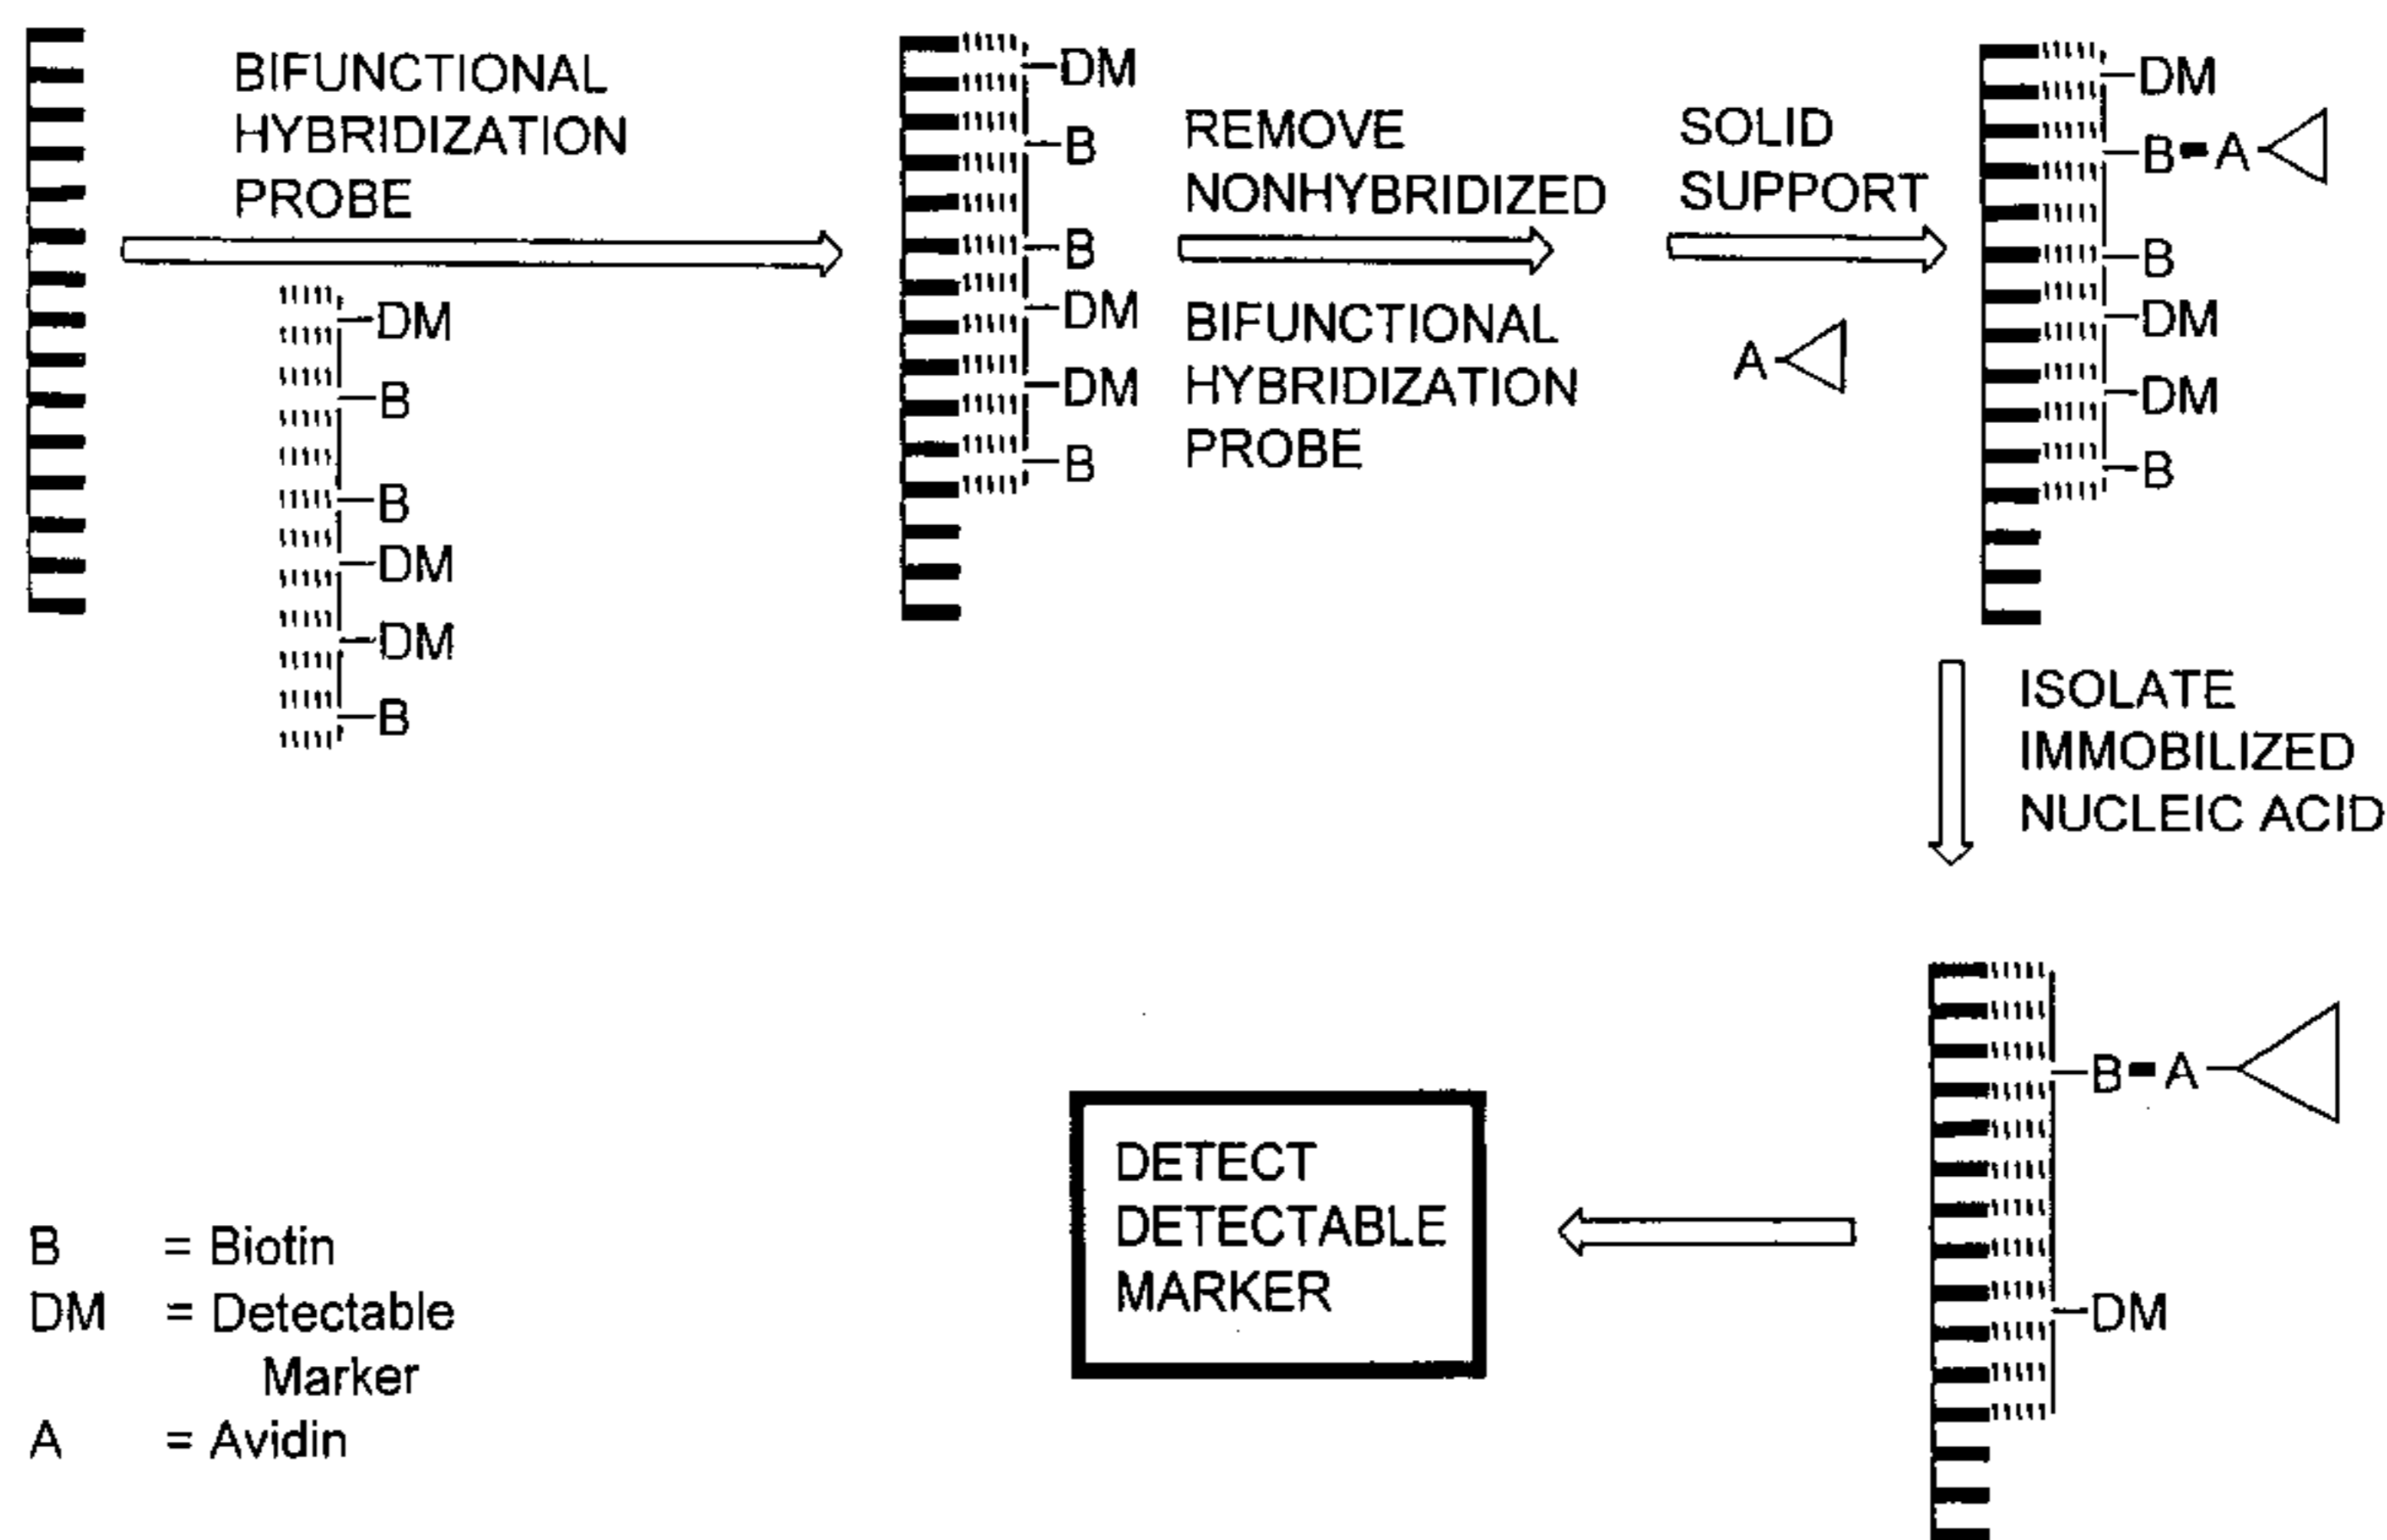 BIFUNCTIONAL
HYBRIDIZATION
PROBE
DM
B
B
DM
DM
B
DM
B
B
DM
DM
B
REMOVE
NONHYBRIDIZED
BIFUNCTIONAL
HYBRIDIZATION
PROBE
SOLID
SUPPORT
A
DM
B A
B
DM
DM
B
ISOLATE
IMMOBILIZED
NUCLEIC ACID
B A
DM
DETECT
DETECTABLE
MARKER
B = Biotin
DM = Detectable
Marker
A = Avidin